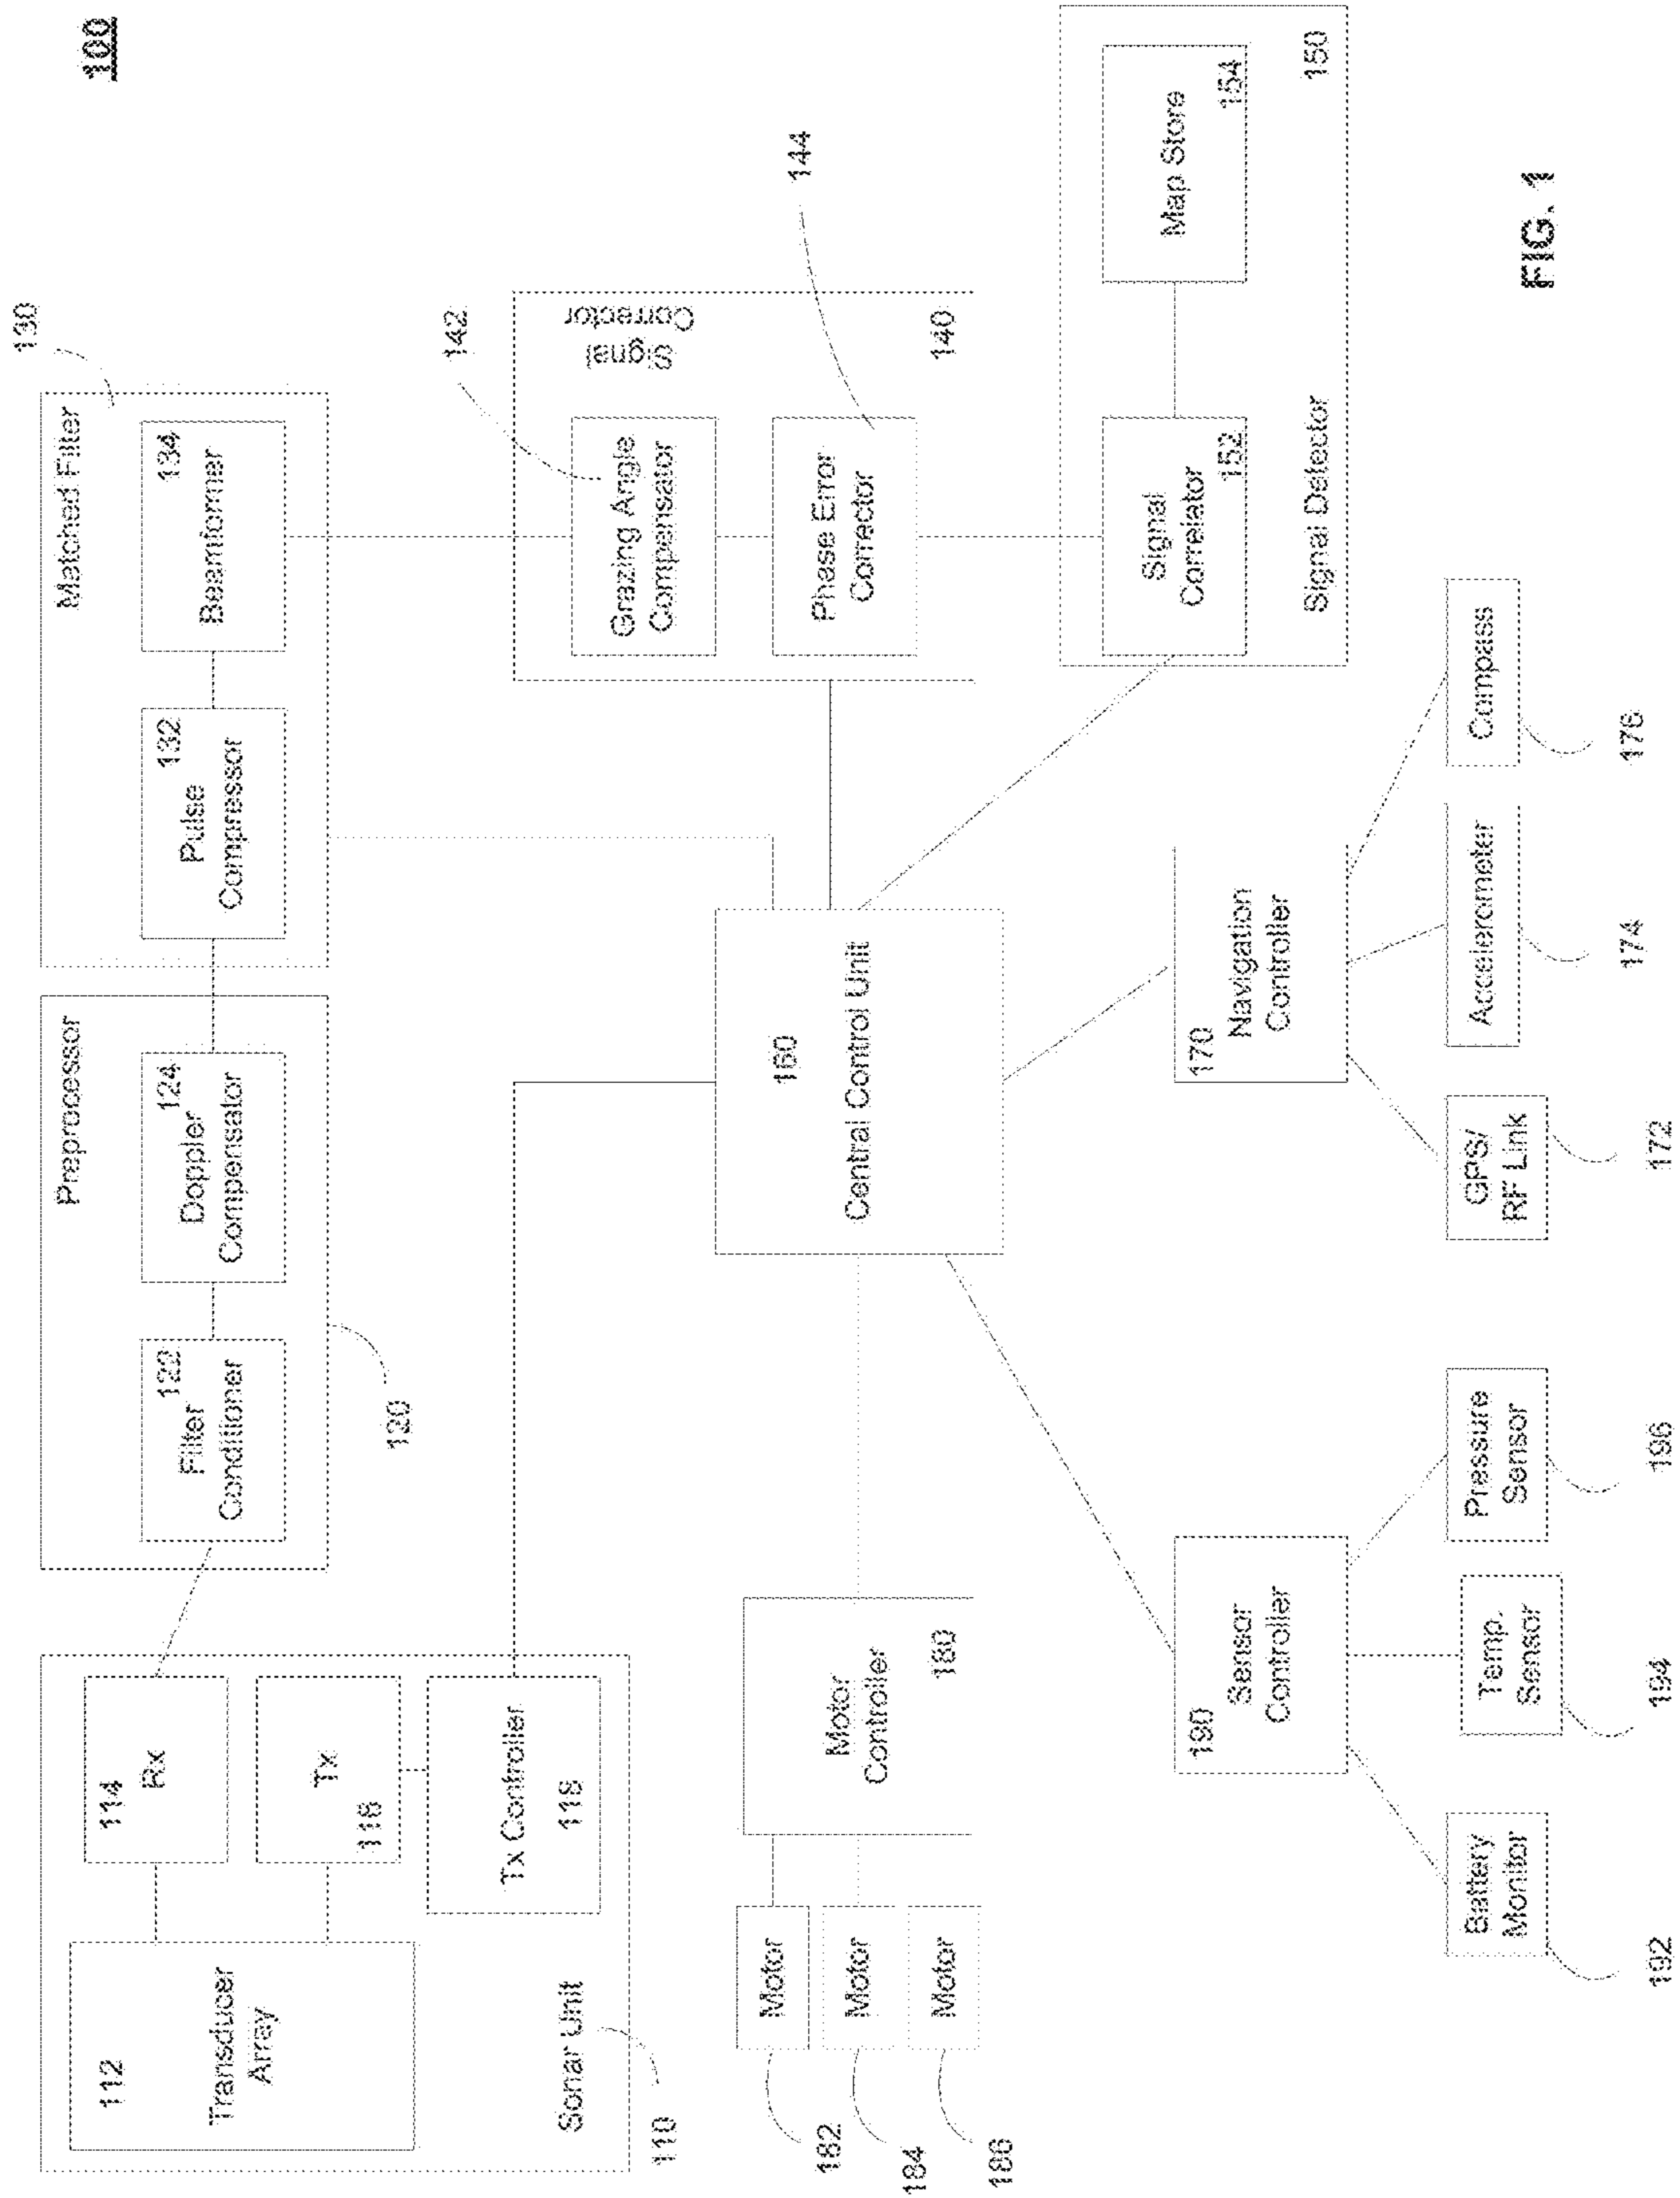 100
130
Matched Filter
134
Beamformer
132
Pulse
Compressor
Preprocessor
124
Doppler
Compensator
122
Filter
Conditioner
120
112
Transducer
Array
114
Rx
Tx
Tx Controller
Sonar Unit
110
142
Signal
Corrector
Grazing Angle
Compensator
144
Phase Error
Corrector
140
Map Store
154
Signal
Correlator
152
Signal Detector
150
160
Central Control Unit
Motor
Controller
180
Motor
182
Motor
184
Motor
186
170
Navigation
Controller
GPS/
RF Link
172
Accelerometer
174
Compass
176
190
Sensor
Controller
Battery
Monitor
192
Temp.
Sensor
194
Pressure
Sensor
196
FIG. 1